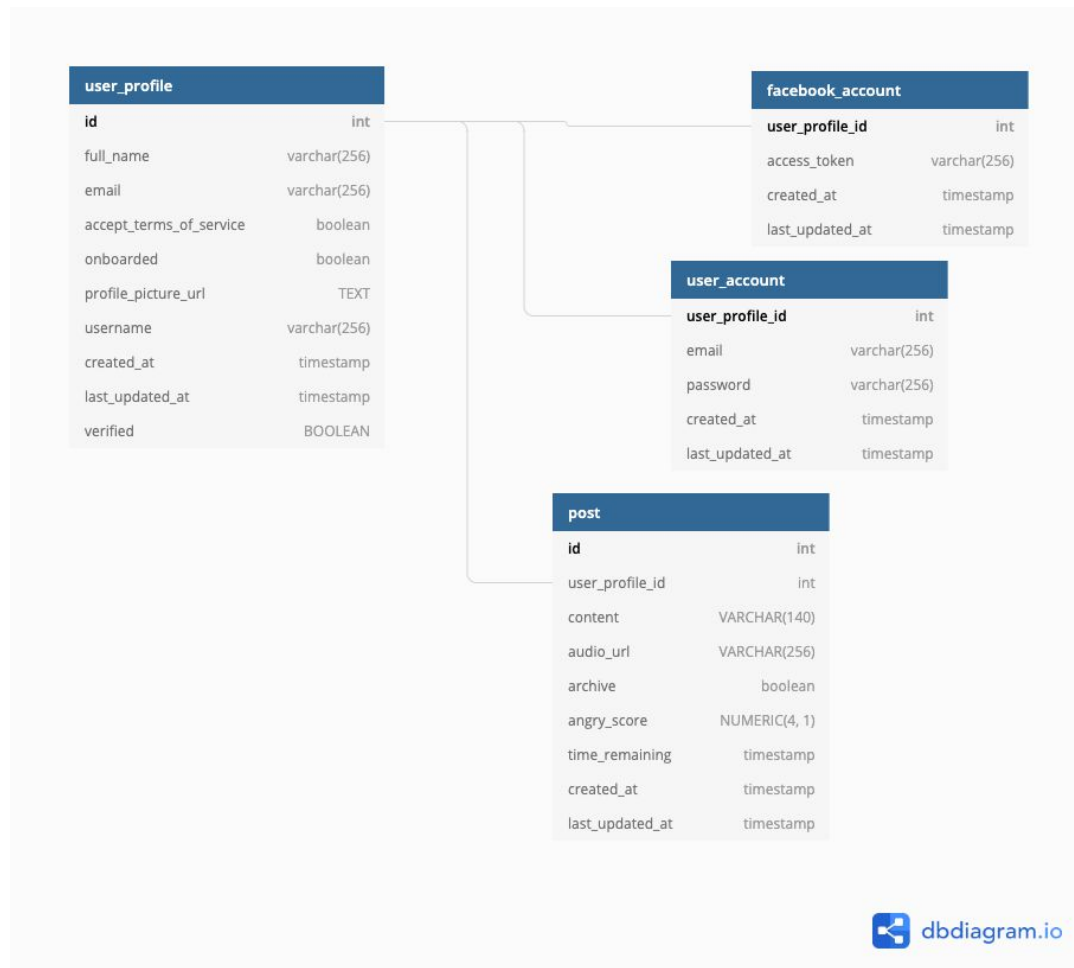 user_profile
id int
full_name varchar(256)
email varchar(256)
accept_terms_of_service boolean
onboarded boolean
profile_picture_url TEXT
username varchar(256)
created_at timestamp
last_updated_at timestamp
verified BOOLEAN
facebook_account
user_profile_id int
access_token varchar(256)
created_at timestamp
last_updated_at timestamp
user_account
user_profile_id int
email varchar(256)
password varchar(256)
created_at timestamp
last_updated_at timestamp
post
id int
user_profile_id int
content VARCHAR(140)
audio_url VARCHAR(256)
archive boolean
angry_score NUMERIC(4, 1)
time_remaining timestamp
created_at timestamp
last_updated_at timestamp
dbdiagram.io